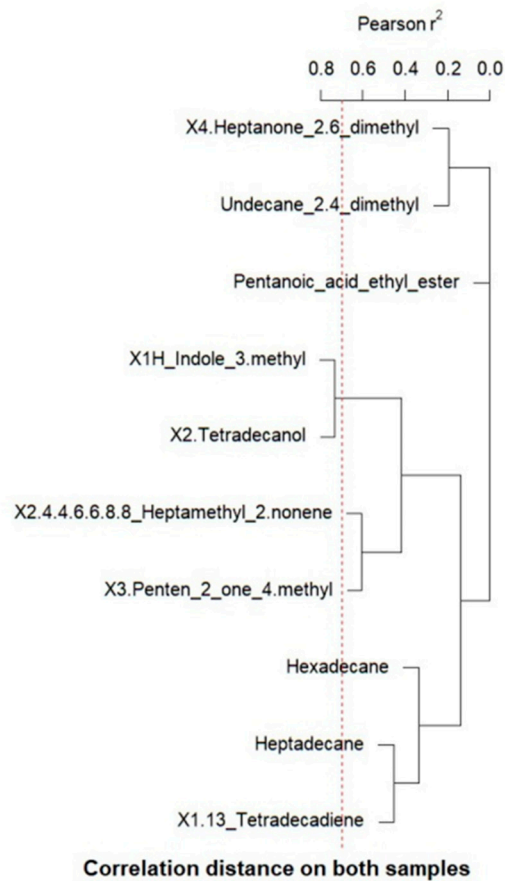 Pearson r²
0.8 0.6 0.4 0.2 0.0
X4.Heptanone_2.6_dimethyl
Undecane_2.4_dimethyl
Pentanoic_acid_ethyl_ester
X1H_Indole_3.methyl
X2.Tetradecanol
X2.4.4.6.6.8.8_Heptamethyl_2.nonene
X3.Penten_2_one_4.methyl
Hexadecane
Heptadecane
X1.13_Tetradecadiene
Correlation distance on both samples